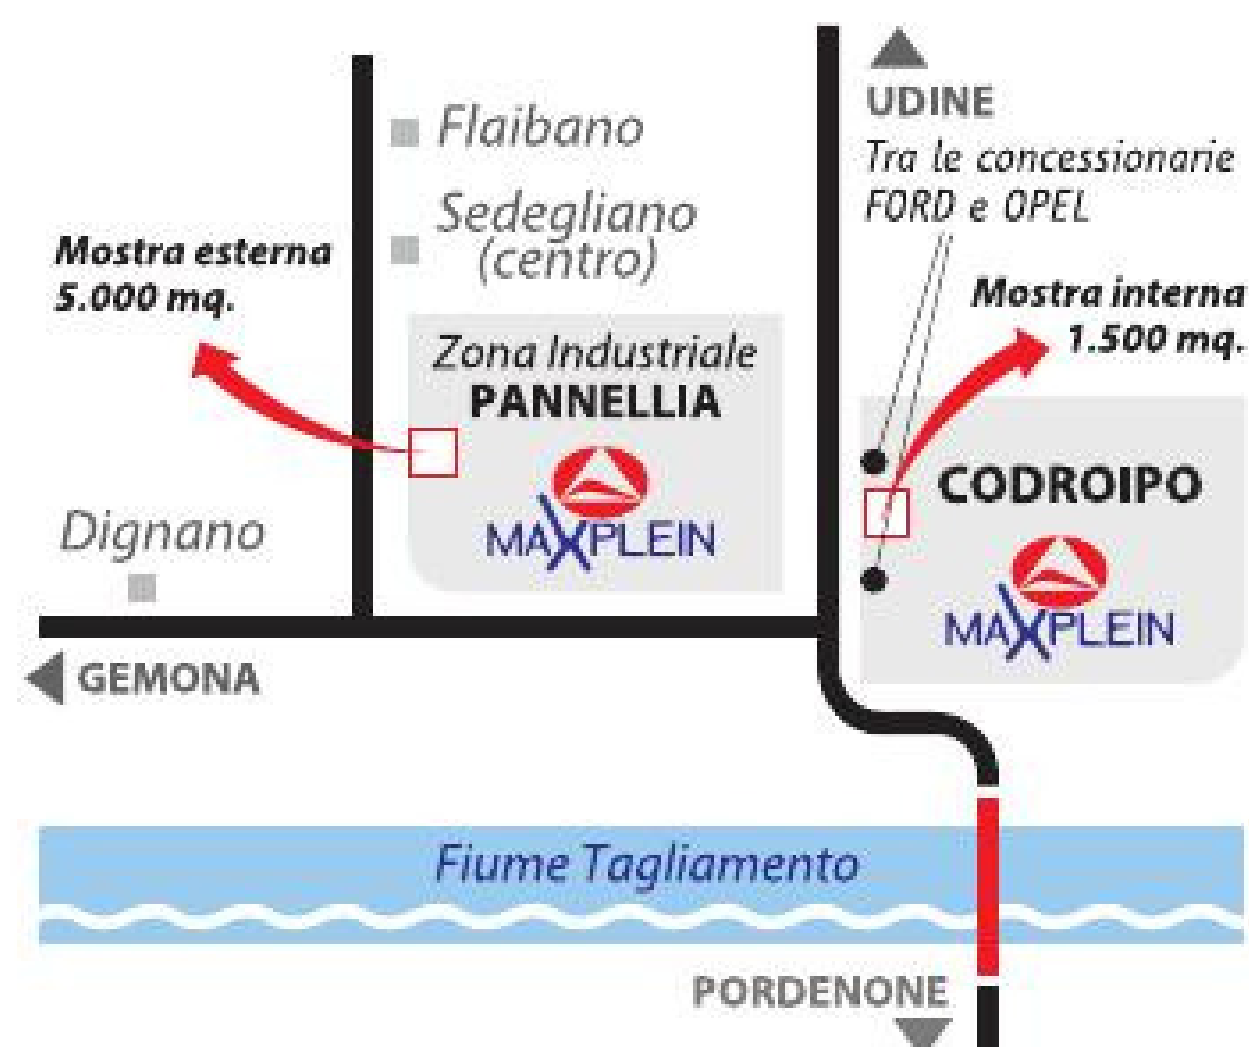 UDINE
Tra le concessionarie
FORD e OPEL
Flaibano
Sedegliano
(centro)
Mostra esterna
5.000 mq.
Mostra interna
1.500 mq.
Zona Industriale
PANNELLIA
MAXPLEIN
CODROIPO
MAXPLEIN
Dignano
GEMONA
Fiume Tagliamento
PORDENONE